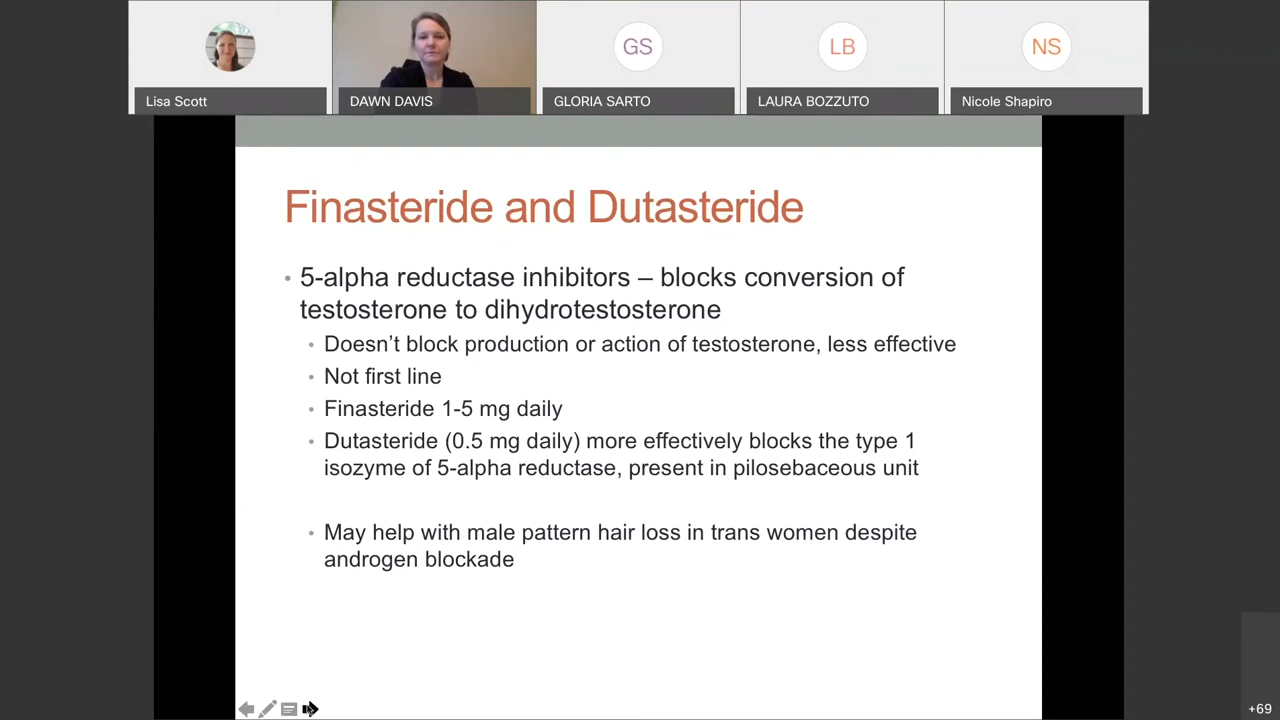 GS
LB
NS
Lisa Scott
DAWN DAVIS
GLORIA SARTO
LAURA BOZZUTO
Nicole Shapiro
Finasteride and Dutasteride
• 5-alpha reductase inhibitors – blocks conversion of
testosterone to dihydrotestosterone
• Doesn’t block production or action of testosterone, less effective
• Not first line
• Finasteride 1-5 mg daily
• Dutasteride (0.5 mg daily) more effectively blocks the type 1
isozyme of 5-alpha reductase, present in pilosebaceous unit
• May help with male pattern hair loss in trans women despite
androgen blockade
+69